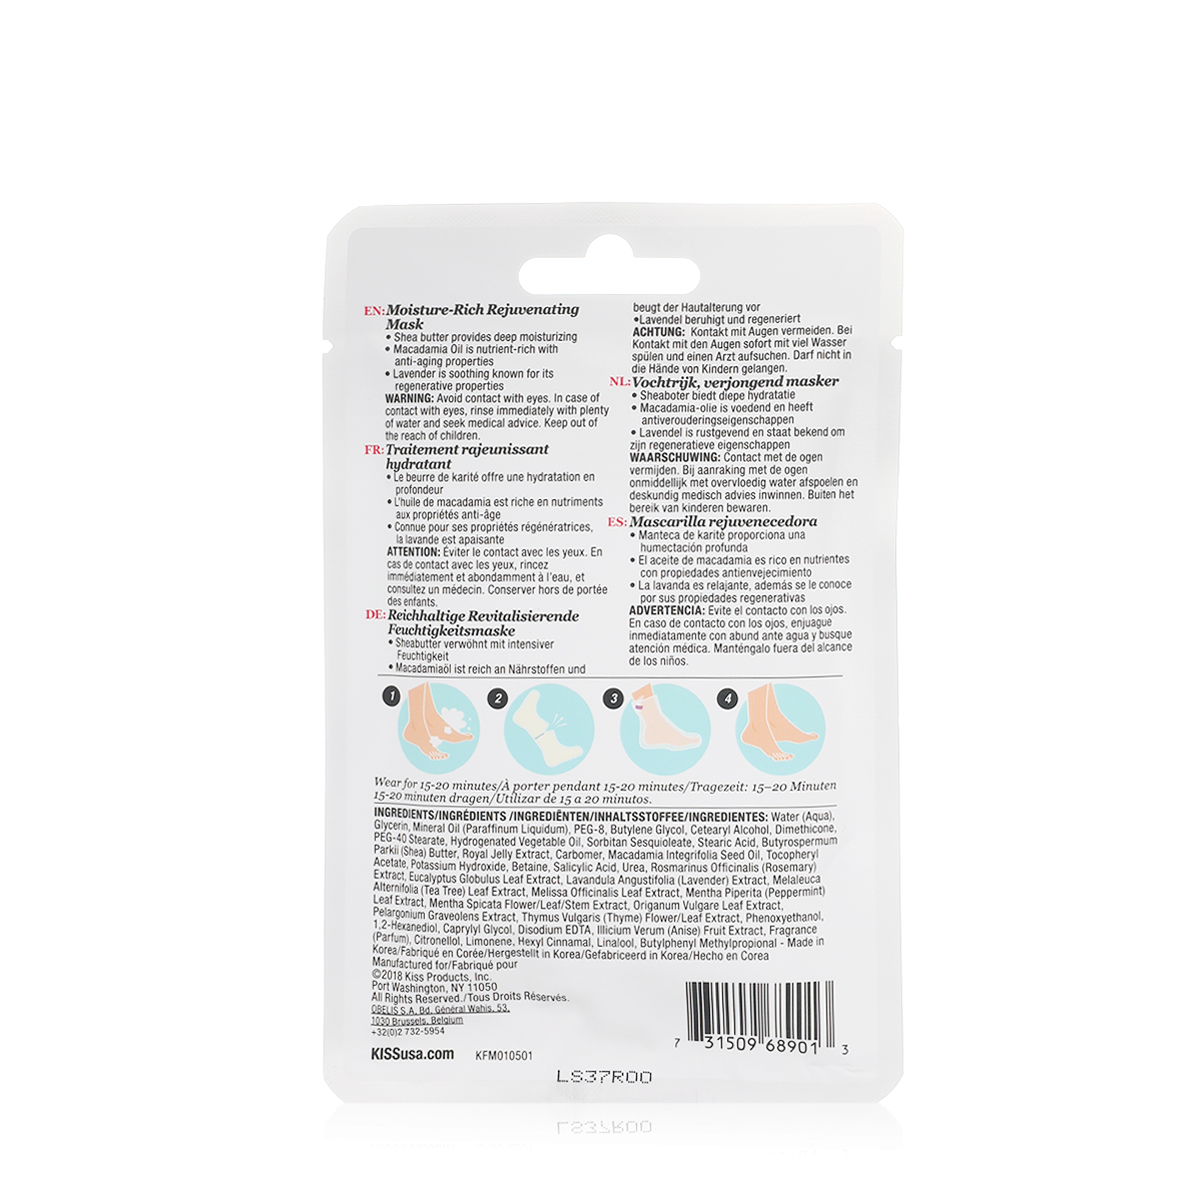 EN: Moisture-Rich Rejuvenating
Mask
• Shea butter provides deep moisturizing
• Macadamia Oil is nutrient-rich with
anti-aging properties
• Lavender is soothing known for its
regenerative properties
WARNING: Avoid contact with eyes. In case of
contact with eyes, rinse immediately with plenty
of water and seek medical advice. Keep out of
the reach of children.
FR: Traitement rajeunissant
hydratant
• Le beurre de karité offre une hydratation en
profondeur
• L'huile de macadamia est riche en nutriments
aux propriétés anti-âge
• Connue pour ses propriétés régénératrices,
la lavande est apaisante
ATTENTION: Éviter le contact avec les yeux. En
cas de contact avec les yeux, rincez
immédiatement et abondamment à l'eau, et
consultez un médecin. Conserver hors de portée
des enfants.
DE: Reichhaltige Revitalisierende
Feuchtigkeitsmaske
• Sheabutter verwöhnt mit intensiver
Feuchtigkeit
• Macadamiaöl ist reich an Nährstoffen und
beugt der Hautalterung vor
•Lavendel beruhigt und regeneriert
ACHTUNG: Kontakt mit Augen vermeiden. Bei
Kontakt mit den Augen sofort mit viel Wasser
spülen und einen Arzt aufsuchen. Darf nicht in
die Hände von Kindern gelangen.
NL: Vochtrijk, verjongend masker
• Sheaboter biedt diepe hydratatie
• Macadamia-olie is voedend en heeft
antiverouderingseigenschappen
• Lavendel is rustgevend en staat bekend om
zijn regeneratieve eigenschappen
WAARSCHUWING: Contact met de ogen
vermijden. Bij aanraking met de ogen
onmiddellijk met overvloedig water afspoelen en
deskundig medisch advies inwinnen. Buiten het
bereik van kinderen bewaren.
ES: Mascarilla rejuvenecedora
• Manteca de karité proporciona una
humectación profunda
• El aceite de macadamia es rico en nutrientes
con propiedades antienvejecimiento
• La lavanda es relajante, además se le conoce
por sus propiedades regenerativas
ADVERTENCIA: Evite el contacto con los ojos.
En caso de contacto con los ojos, enjuague
inmediatamente con abund ante agua y busque
atención médica. Manténgalo fuera del alcance
de los niños.
1 2 3 4
Wear for 15-20 minutes/À porter pendant 15-20 minutes/Tragezeit: 15–20 Minuten
15-20 minuten dragen/Utilizar de 15 a 20 minutos.
INGREDIENTS/INGRÉDIENTS /INGREDIËNTEN/INHALTSSTOFFEE/INGREDIENTES: Water (Aqua),
Glycerin, Mineral Oil (Paraffinum Liquidum), PEG-8, Butylene Glycol, Cetearyl Alcohol, Dimethicone,
PEG-40 Stearate, Hydrogenated Vegetable Oil, Sorbitan Sesquioleate, Stearic Acid, Butyrospermum
Parkii (Shea) Butter, Royal Jelly Extract, Carbomer, Macadamia Integrifolia Seed Oil, Tocopheryl
Acetate, Potassium Hydroxide, Betaine, Salicylic Acid, Urea, Rosmarinus Officinalis (Rosemary)
Extract, Eucalyptus Globulus Leaf Extract, Lavandula Angustifolia (Lavender) Extract, Melaleuca
Alternifolia (Tea Tree) Leaf Extract, Melissa Officinalis Leaf Extract, Mentha Piperita (Peppermint)
Leaf Extract, Mentha Spicata Flower/Leaf/Stem Extract, Origanum Vulgare Leaf Extract,
Pelargonium Graveolens Extract, Thymus Vulgaris (Thyme) Flower/Leaf Extract, Phenoxyethanol,
1,2-Hexanediol, Caprylyl Glycol, Disodium EDTA, Illicium Verum (Anise) Fruit Extract, Fragrance
(Parfum), Citronellol, Limonene, Hexyl Cinnamal, Linalool, Butylphenyl Methylpropional - Made in
Korea/Fabriqué en Corée/Hergestellt in Korea/Gefabriceerd in Korea/Hecho en Corea
Manufactured for/Fabriqué pour
©2018 Kiss Products, Inc.
Port Washington, NY 11050
All Rights Reserved./Tous Droits Réservés.
OBELIS S.A. Bd. Général Wahis, 53,
1030 Brussels, Belgium
+32(0)2 732-5954
KISSusa.com KFM010501
7 31509 68901 3
LS37R00